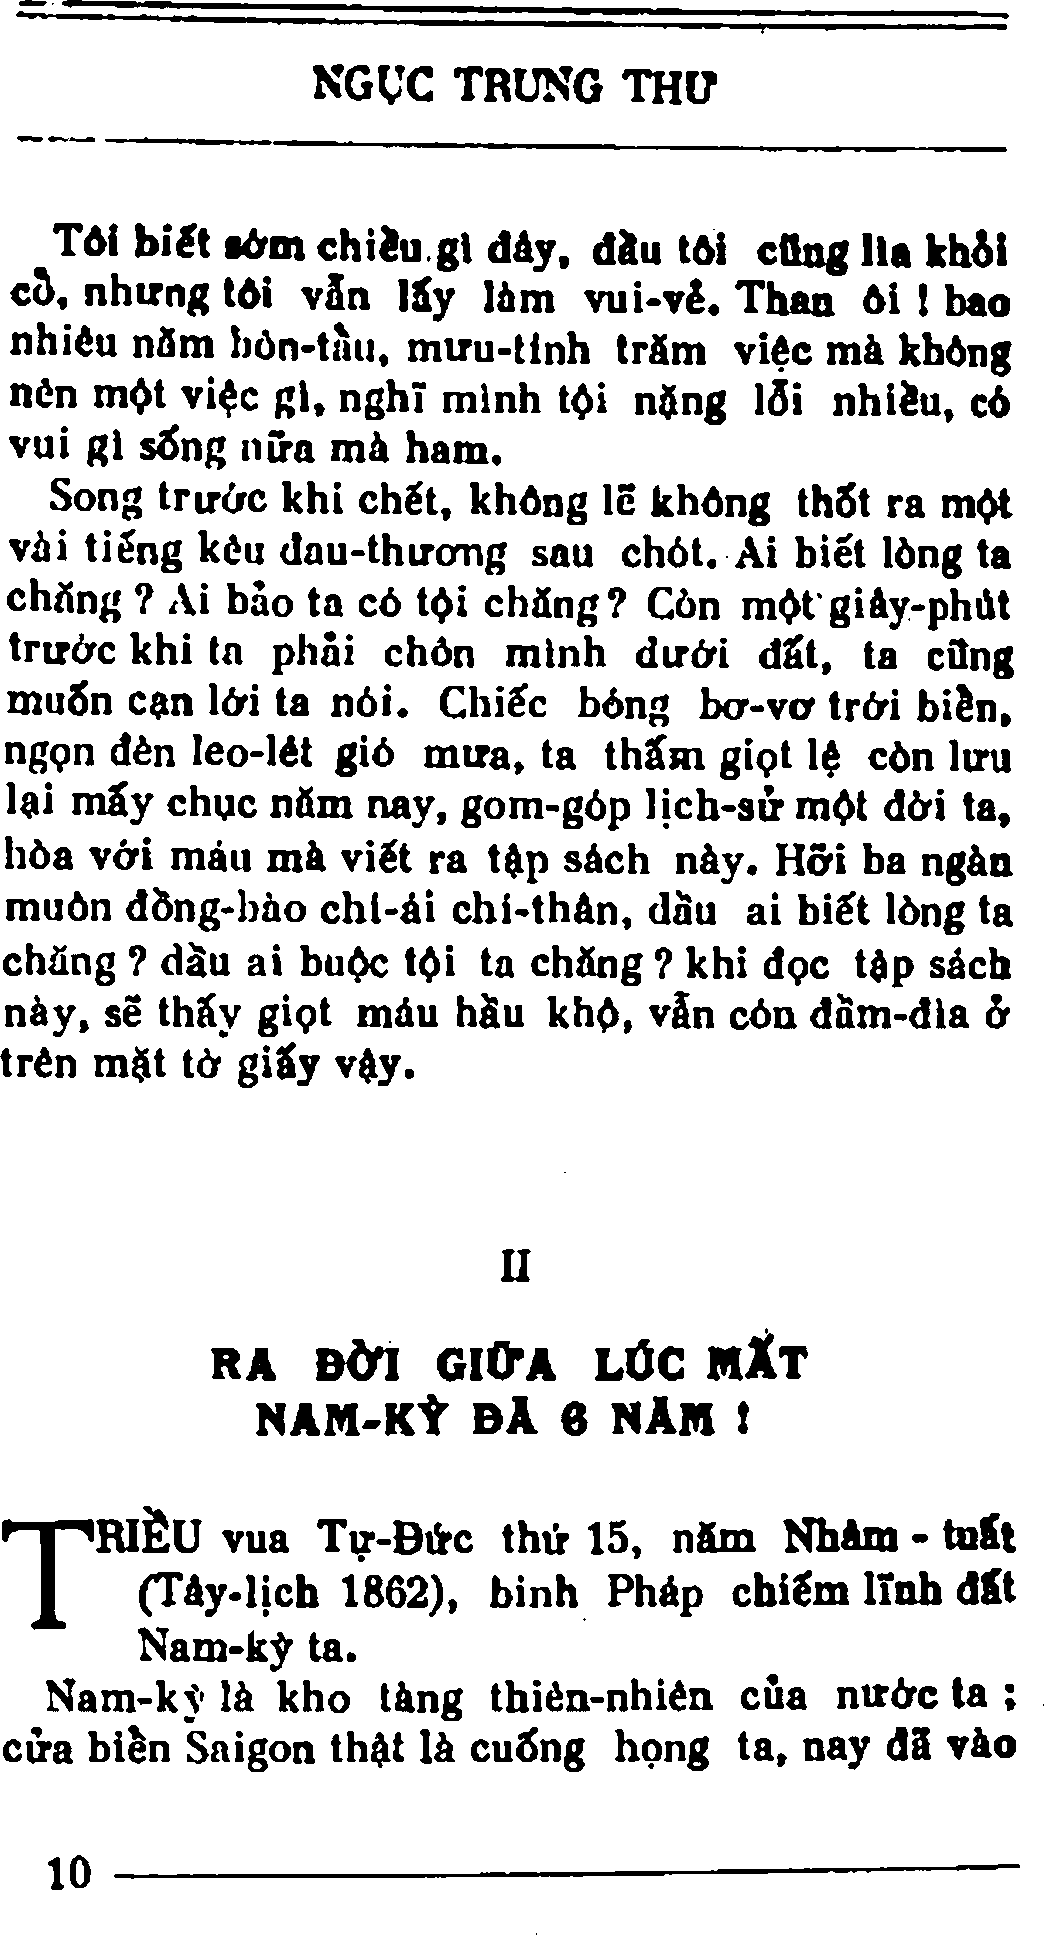 NGỤC TRUNG THƯ
Tôi biết sớm chiều gì đây, đầu tôi cũng lìa khỏi
cổ, nhưng tôi vẫn lấy làm vui-vẻ. Than ôi ! bao
nhiêu năm bôn-tẩu, mưu-tính trăm việc mà không
nên một việc gì, nghĩ mình tội nặng lỗi nhiều, có
vui gì sống nữa mà ham.
Song trước khi chết, không lẽ không thốt ra một
vài tiếng kêu đau-thương sau chót. Ai biết lòng ta
chăng ? Ai bảo ta có tội chăng? Còn một giây-phút
trước khi ta phải chôn mình dưới đất, ta cũng
muốn cạn lời ta nói. Chiếc bóng bơ-vơ trời biển,
ngọn đèn leo-lét gió mưa, ta thấm giọt lệ còn lưu
lại mấy chục năm nay, gom-góp lịch-sử một đời ta,
hòa với máu mà viết ra tập sách này. Hỡi ba ngàn
muôn đồng-bào chí-ái chí-thân, dầu ai biết lòng ta
chăng ? dầu ai buộc tội ta chăng ? khi đọc tập sách
này, sẽ thấy giọt máu hầu khô, vẫn còn đầm-đìa ở
trên mặt tờ giấy vậy.
II
RA ĐỜI GIỮA LÚC MẤT
NAM-KỲ ĐÃ 6 NĂM !
TRIỀU vua Tự-Đức thứ 15, năm Nhâm - tuất
(Tây-lịch 1862), binh Pháp chiếm lĩnh đất
Nam-kỳ ta.
Nam-kỳ là kho tàng thiên-nhiên của nước ta ;
cửa biển Saigon thật là cuống họng ta, nay đã vào
10